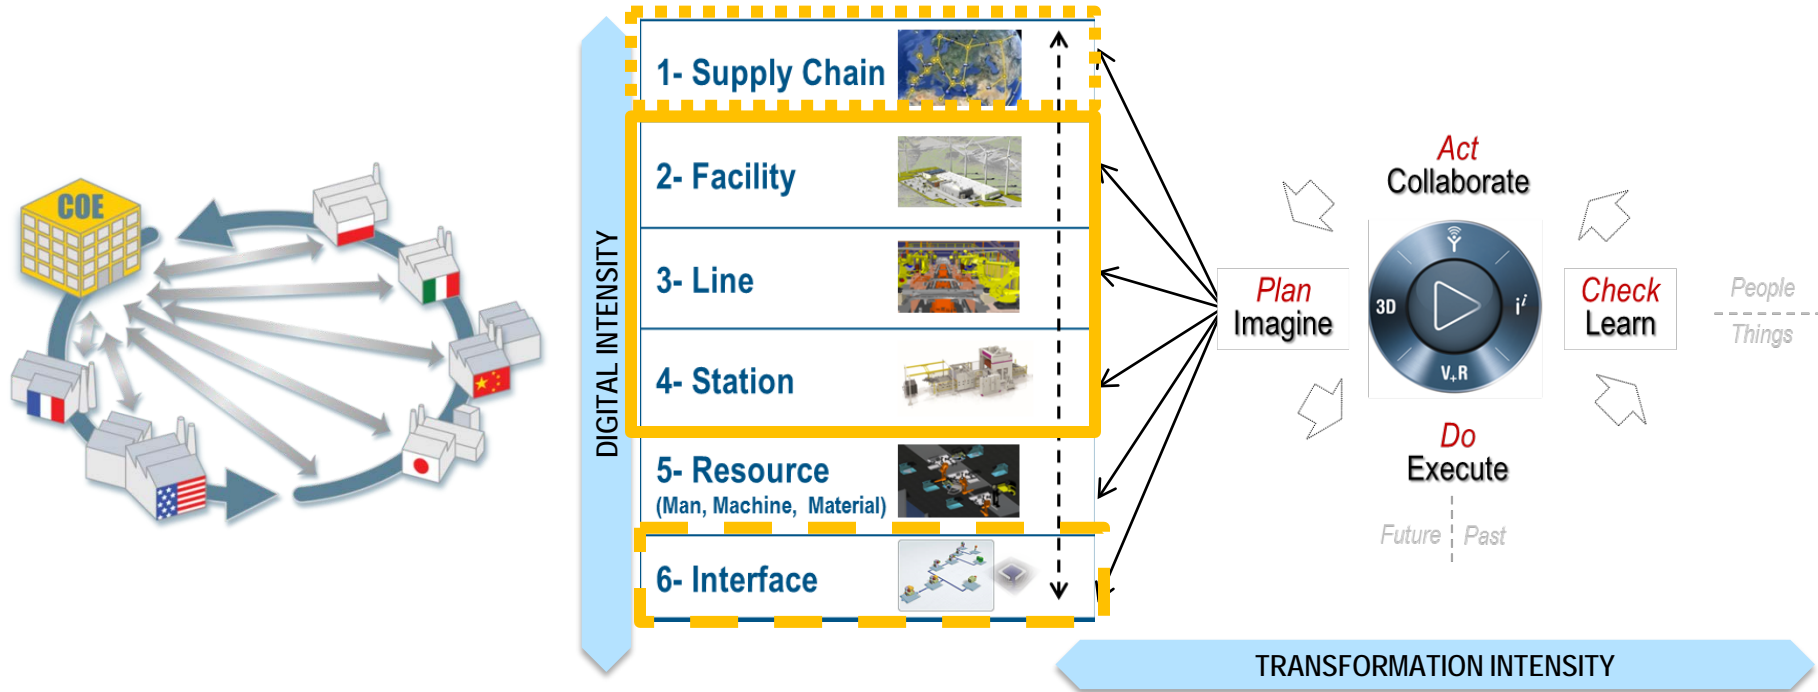 COE
DIGITAL INTENSITY
1- Supply Chain
2- Facility
3- Line
4- Station
5- Resource
(Man, Machine, Material)
6- Interface
Plan
Imagine
Act
Collaborate
3D
i i
V+R
Check
Learn
Do
Execute
People
Things
Future
Past
TRANSFORMATION INTENSITY